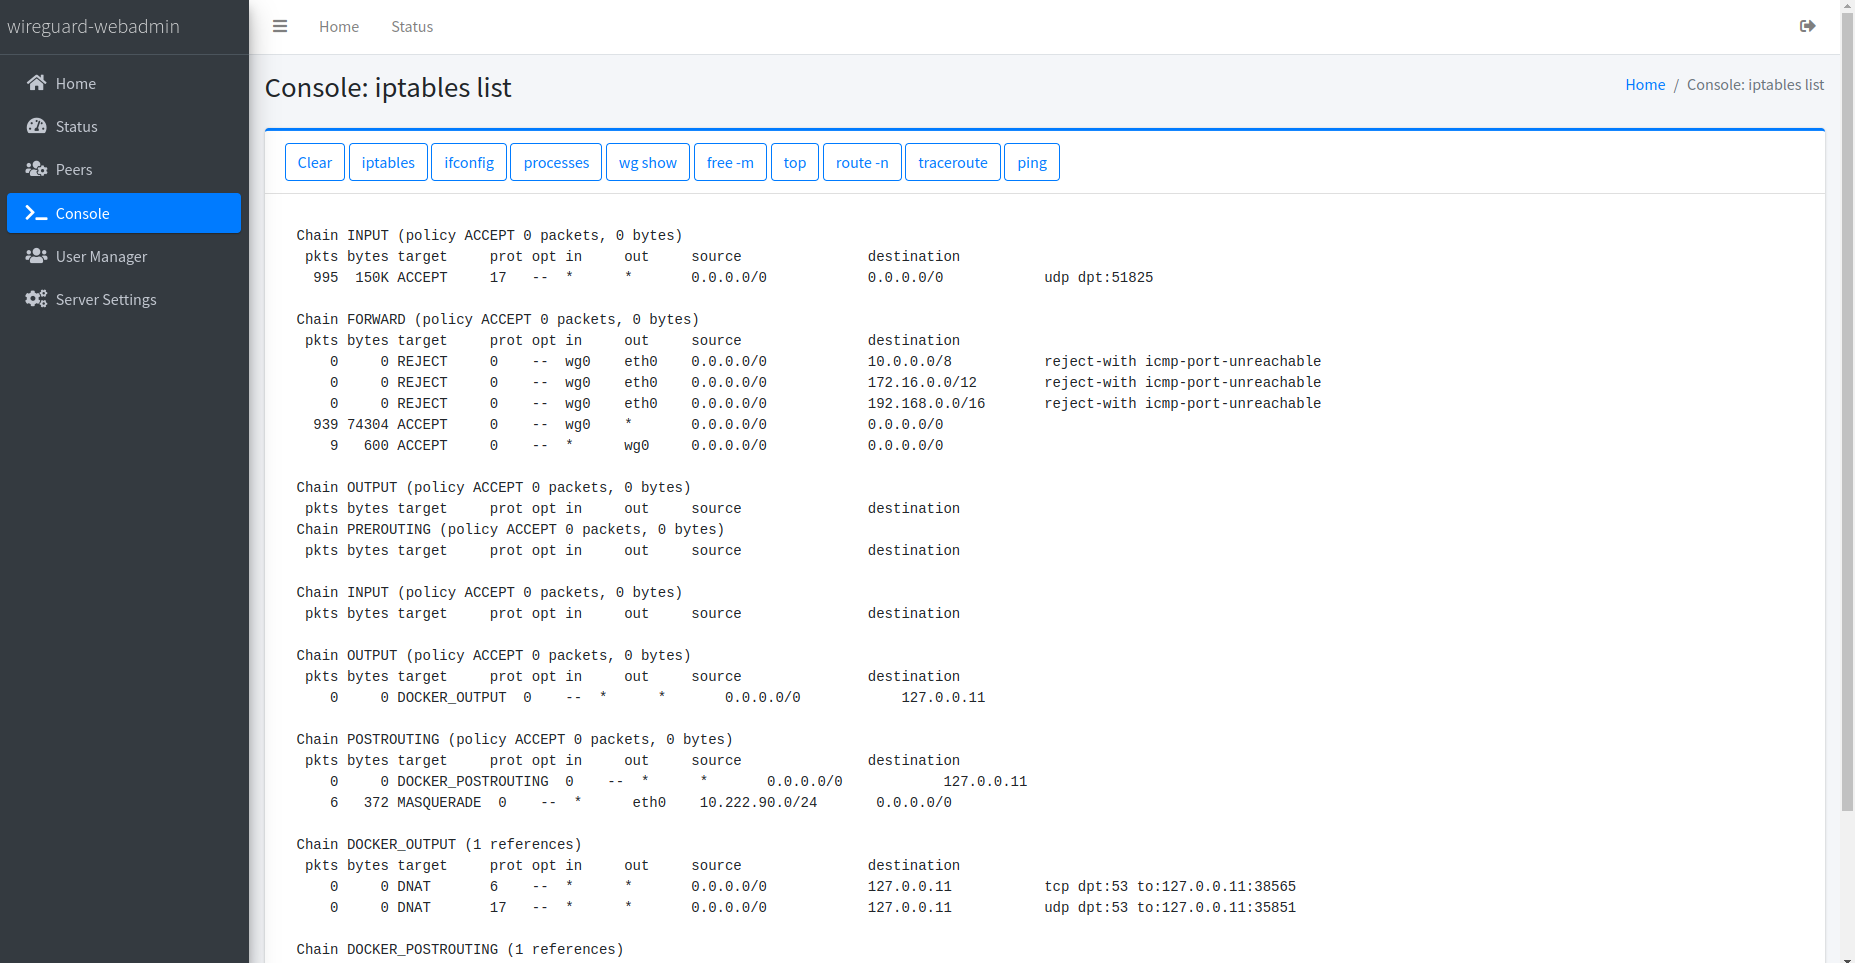 wireguard-webadmin
Home
Status
Home
Status
Peers
Console
User Manager
Server Settings
Console: iptables list
Home / Console: iptables list
Clear iptables ifconfig processes wg show free -m top route -n traceroute ping
Chain INPUT (policy ACCEPT 0 packets, 0 bytes)
 pkts bytes target     prot opt in     out     source               destination
  995  150K ACCEPT     17   --  *      *       0.0.0.0/0            0.0.0.0/0            udp dpt:51825

Chain FORWARD (policy ACCEPT 0 packets, 0 bytes)
 pkts bytes target     prot opt in     out     source               destination
    0     0 REJECT     0    --  wg0    eth0    0.0.0.0/0            10.0.0.0/8           reject-with icmp-port-unreachable
    0     0 REJECT     0    --  wg0    eth0    0.0.0.0/0            172.16.0.0/12        reject-with icmp-port-unreachable
    0     0 REJECT     0    --  wg0    eth0    0.0.0.0/0            192.168.0.0/16       reject-with icmp-port-unreachable
  939 74304 ACCEPT     0    --  wg0    *       0.0.0.0/0            0.0.0.0/0
    9   600 ACCEPT     0    --  *      wg0     0.0.0.0/0            0.0.0.0/0

Chain OUTPUT (policy ACCEPT 0 packets, 0 bytes)
 pkts bytes target     prot opt in     out     source               destination
Chain PREROUTING (policy ACCEPT 0 packets, 0 bytes)
 pkts bytes target     prot opt in     out     source               destination

Chain INPUT (policy ACCEPT 0 packets, 0 bytes)
 pkts bytes target     prot opt in     out     source               destination

Chain OUTPUT (policy ACCEPT 0 packets, 0 bytes)
 pkts bytes target     prot opt in     out     source               destination
    0     0 DOCKER_OUTPUT  0    --  *      *       0.0.0.0/0            127.0.0.11

Chain POSTROUTING (policy ACCEPT 0 packets, 0 bytes)
 pkts bytes target     prot opt in     out     source               destination
    0     0 DOCKER_POSTROUTING  0    --  *      *       0.0.0.0/0            127.0.0.11
    6   372 MASQUERADE  0    --  *      eth0    10.222.90.0/24       0.0.0.0/0

Chain DOCKER_OUTPUT (1 references)
 pkts bytes target     prot opt in     out     source               destination
    0     0 DNAT       6    --  *      *       0.0.0.0/0            127.0.0.11           tcp dpt:53 to:127.0.0.11:38565
    0     0 DNAT       17   --  *      *       0.0.0.0/0            127.0.0.11           udp dpt:53 to:127.0.0.11:35851

Chain DOCKER_POSTROUTING (1 references)